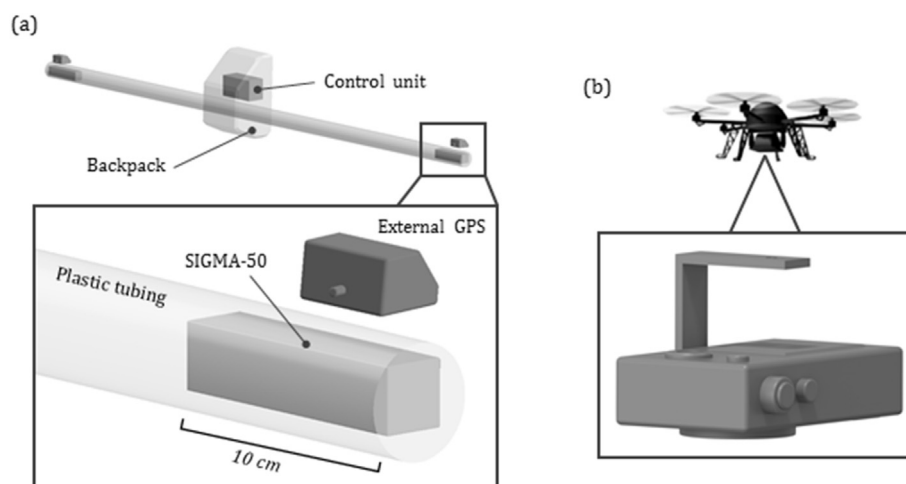 (a)
Control unit
Backpack
External GPS
SIGMA-50
Plastic tubing
10 cm
(b)